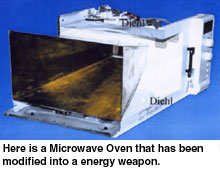 Diehl
Diehl
Here is a Microwave Oven that has been
modified into a energy weapon.